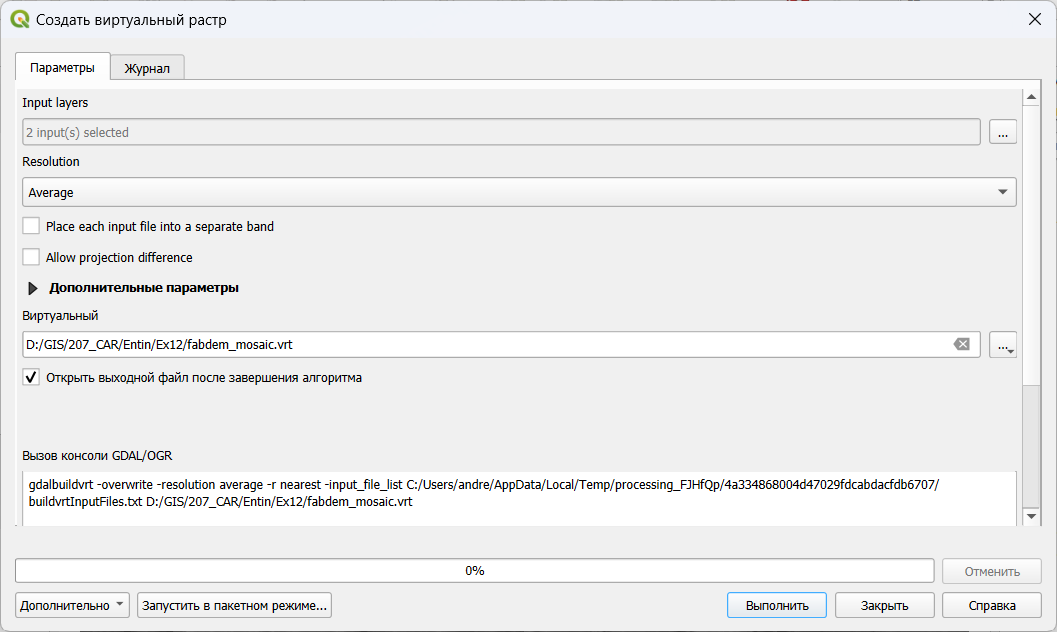 Создать виртуальный растр
Параметры
Журнал
Input layers
2 input(s) selected
...
Resolution
Average
Place each input file into a separate band
Allow projection difference
Дополнительные параметры
Виртуальный
D:/GIS/207_CAR/Entin/Ex12/fabdem_mosaic.vrt
...
Открыть выходной файл после завершения алгоритма
Вызов консоли GDAL/OGR
gdalbuildvrt -overwrite -resolution average -r nearest -input_file_list C:/Users/andre/AppData/Local/Temp/processing_FJHfQp/4a334868004d47029fdcabdacfdb6707/
buildvrtInputFiles.txt D:/GIS/207_CAR/Entin/Ex12/fabdem_mosaic.vrt
0%
Отменить
Дополнительно
Запустить в пакетном режиме...
Выполнить
Закрыть
Справка